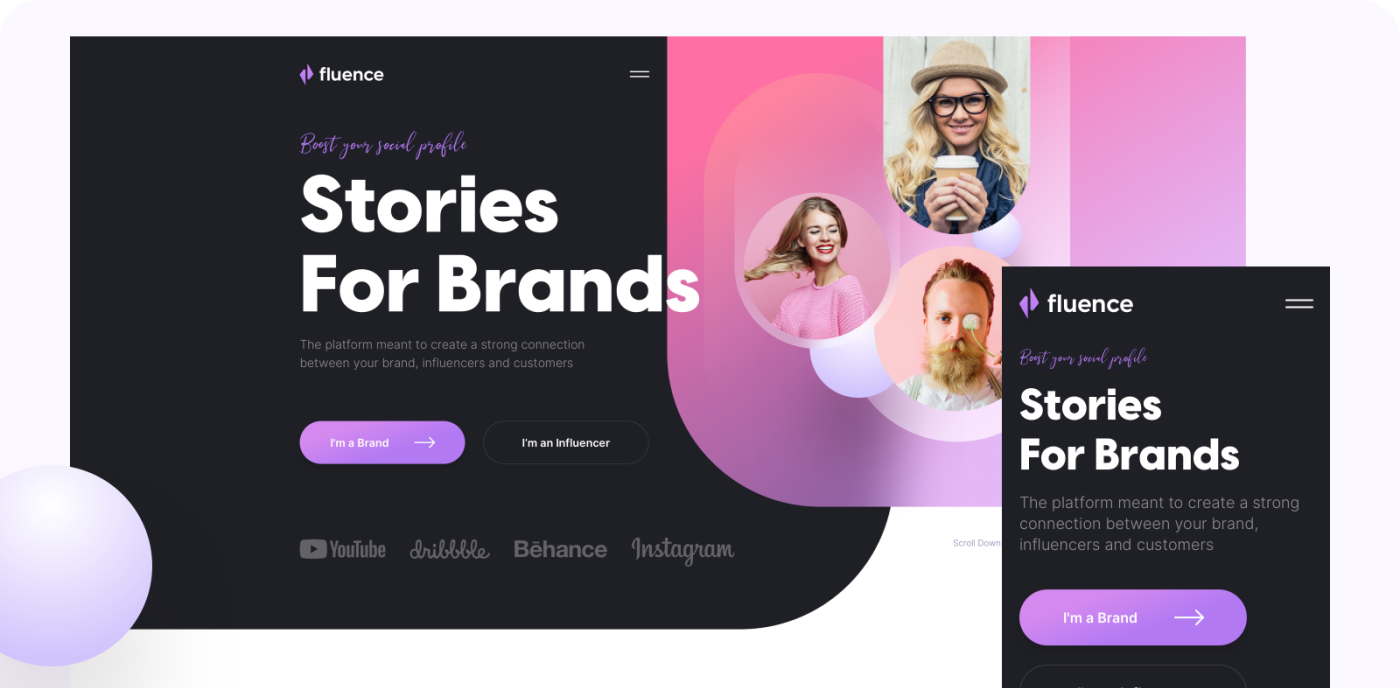 fluence
Boost your social profile
Stories
For Brands
The platform meant to create a strong connection
between your brand, influencers and customers
I'm a Brand
I'm an Influencer
YouTube
dribbble
Bēhance
Instagram
Scroll Down
fluence
Boost your social profile
Stories
For Brands
The platform meant to create a strong
connection between your brand,
influencers and customers
I'm a Brand